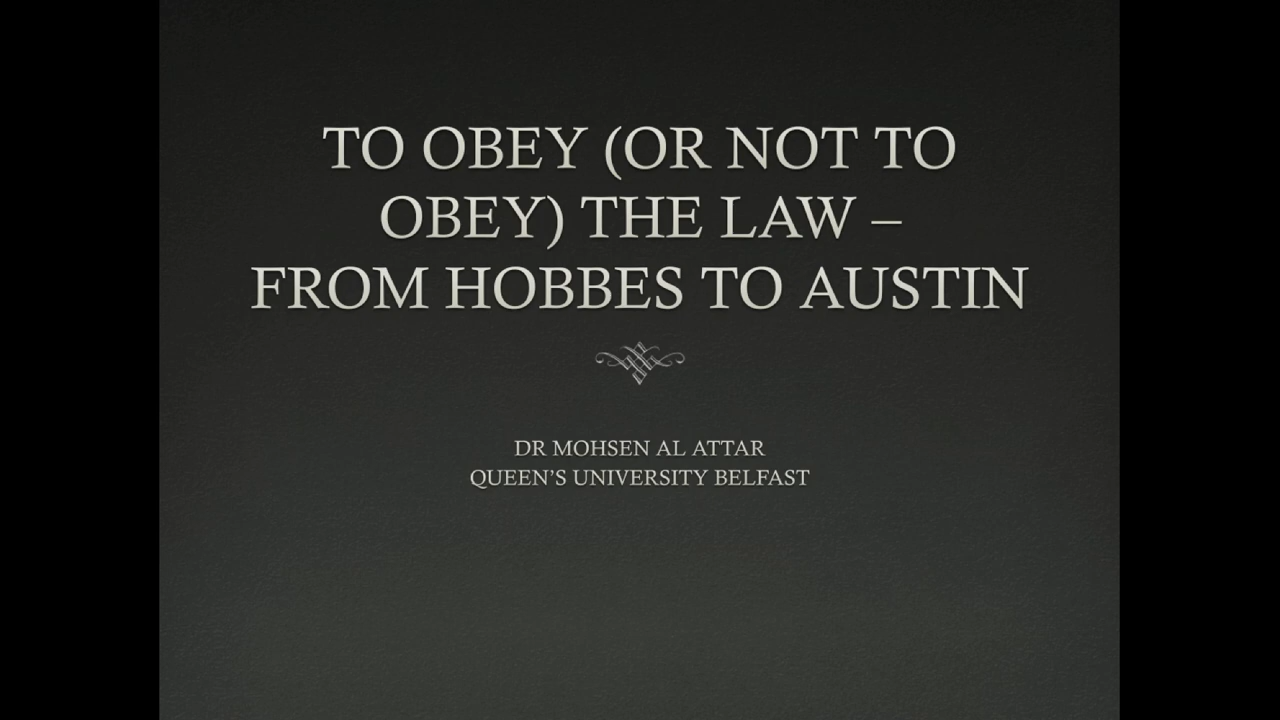 TO OBEY (OR NOT TO
OBEY) THE LAW –
FROM HOBBES TO AUSTIN
DR MOHSEN AL ATTAR
QUEEN’S UNIVERSITY BELFAST